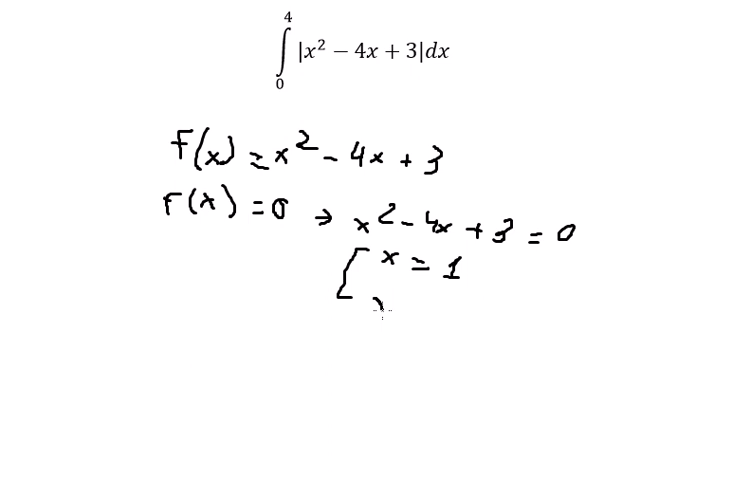 ∫₀⁴ |x² − 4x + 3|dx
F(x) = x² - 4x + 3
F(x) = 0 → x² - 4x + 3 = 0
[ x = 1